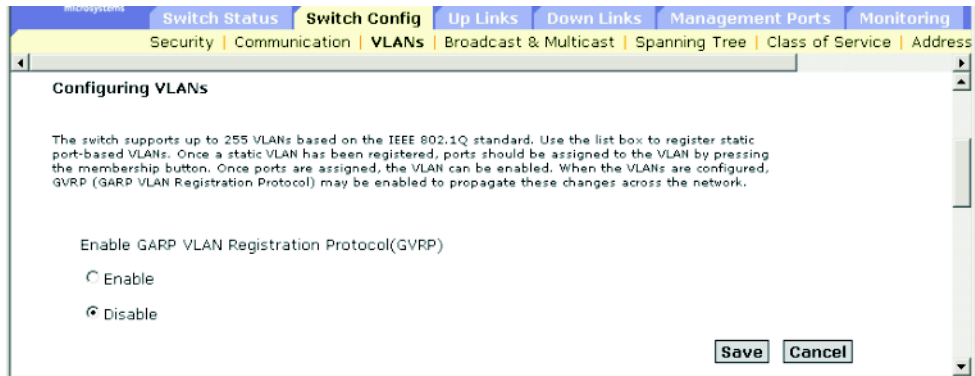 microsystems
Switch Status Switch Config Up Links Down Links Management Ports Monitoring
Security | Communication | VLANs | Broadcast & Multicast | Spanning Tree | Class of Service | Address
Configuring VLANs
The switch supports up to 255 VLANs based on the IEEE 802.1Q standard. Use the list box to register static
port-based VLANs. Once a static VLAN has been registered, ports should be assigned to the VLAN by pressing
the membership button. Once ports are assigned, the VLAN can be enabled. When the VLANs are configured,
GVRP (GARP VLAN Registration Protocol) may be enabled to propagate these changes across the network.
Enable GARP VLAN Registration Protocol(GVRP)
Enable
Disable
Save Cancel